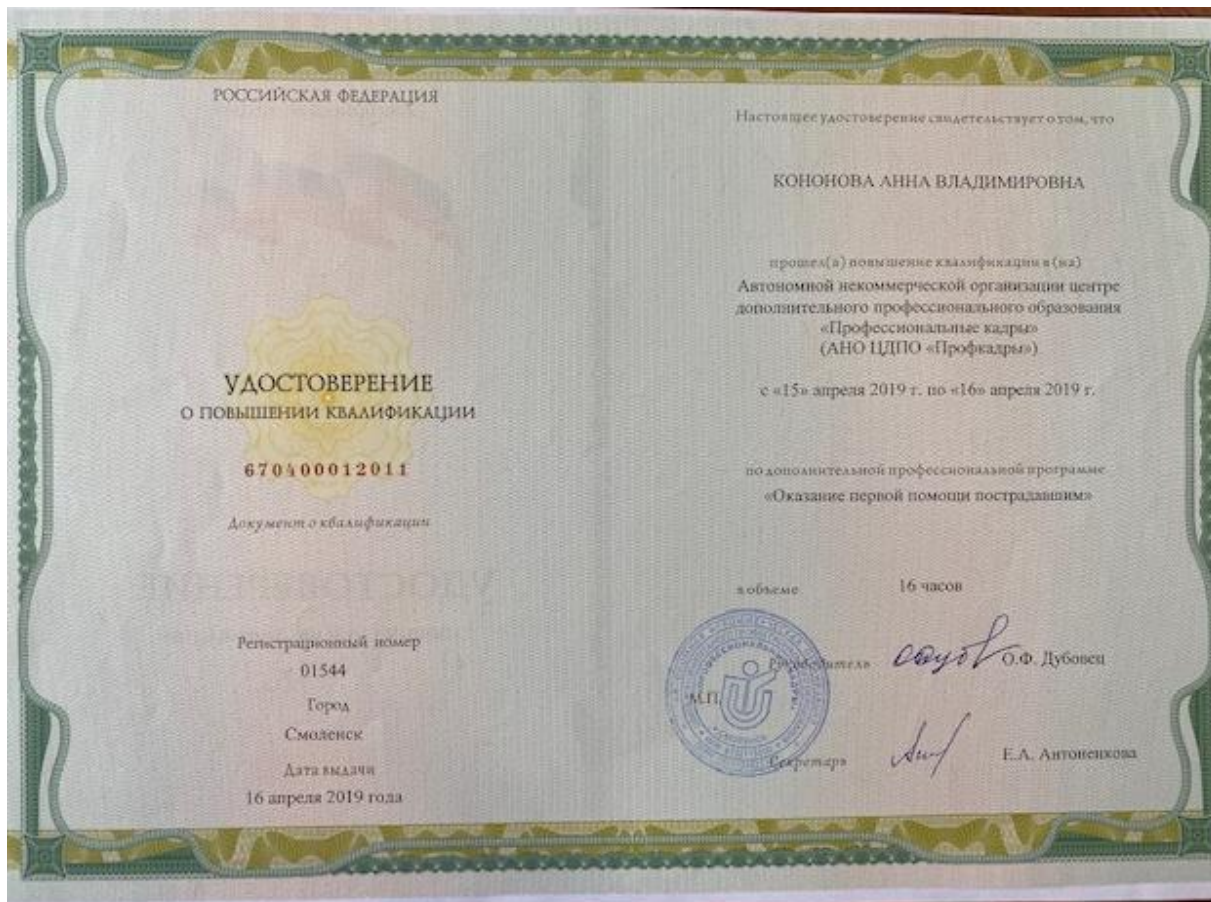 РОССИЙСКАЯ ФЕДЕРАЦИЯ
УДОСТОВЕРЕНИЕ
О ПОВЫШЕНИИ КВАЛИФИКАЦИИ
670400012011
Документ о квалификации
Регистрационный номер
01544
Город
Смоленск
Дата выдачи
16 апреля 2019 года
Настоящее удостоверение свидетельствует о том, что
КОНОНОВА АННА ВЛАДИМИРОВНА
прошел(а) повышение квалификации в (на)
Автономной некоммерческой организации центре
дополнительного профессионального образования
«Профессиональные кадры»
(АНО ЦДПО «Профкадры»)
с «15» апреля 2019 г. по «16» апреля 2019 г.
по дополнительной профессиональной программе
«Оказание первой помощи пострадавшим»
в объеме 16 часов
Руководитель О.Ф. Дубовец
М.П.
Секретарь Е.А. Антоненкова